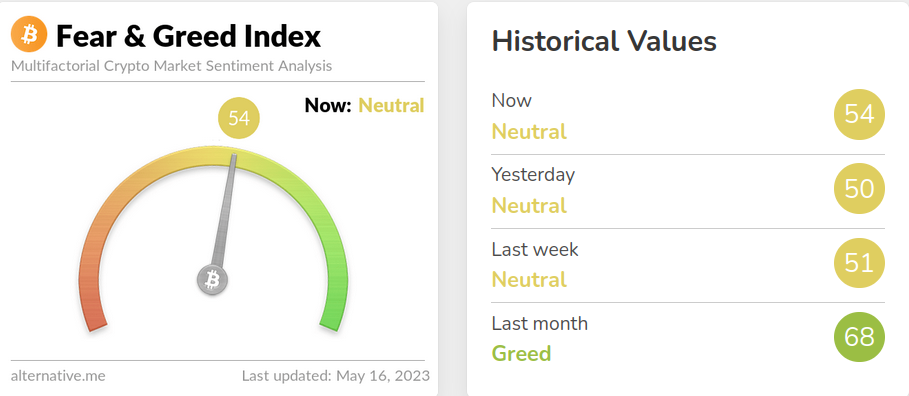 Fear & Greed Index
Multifactorial Crypto Market Sentiment Analysis
Now: Neutral
54
alternative.me
Last updated: May 16, 2023
Historical Values
Now
Neutral
54
Yesterday
Neutral
50
Last week
Neutral
51
Last month
Greed
68